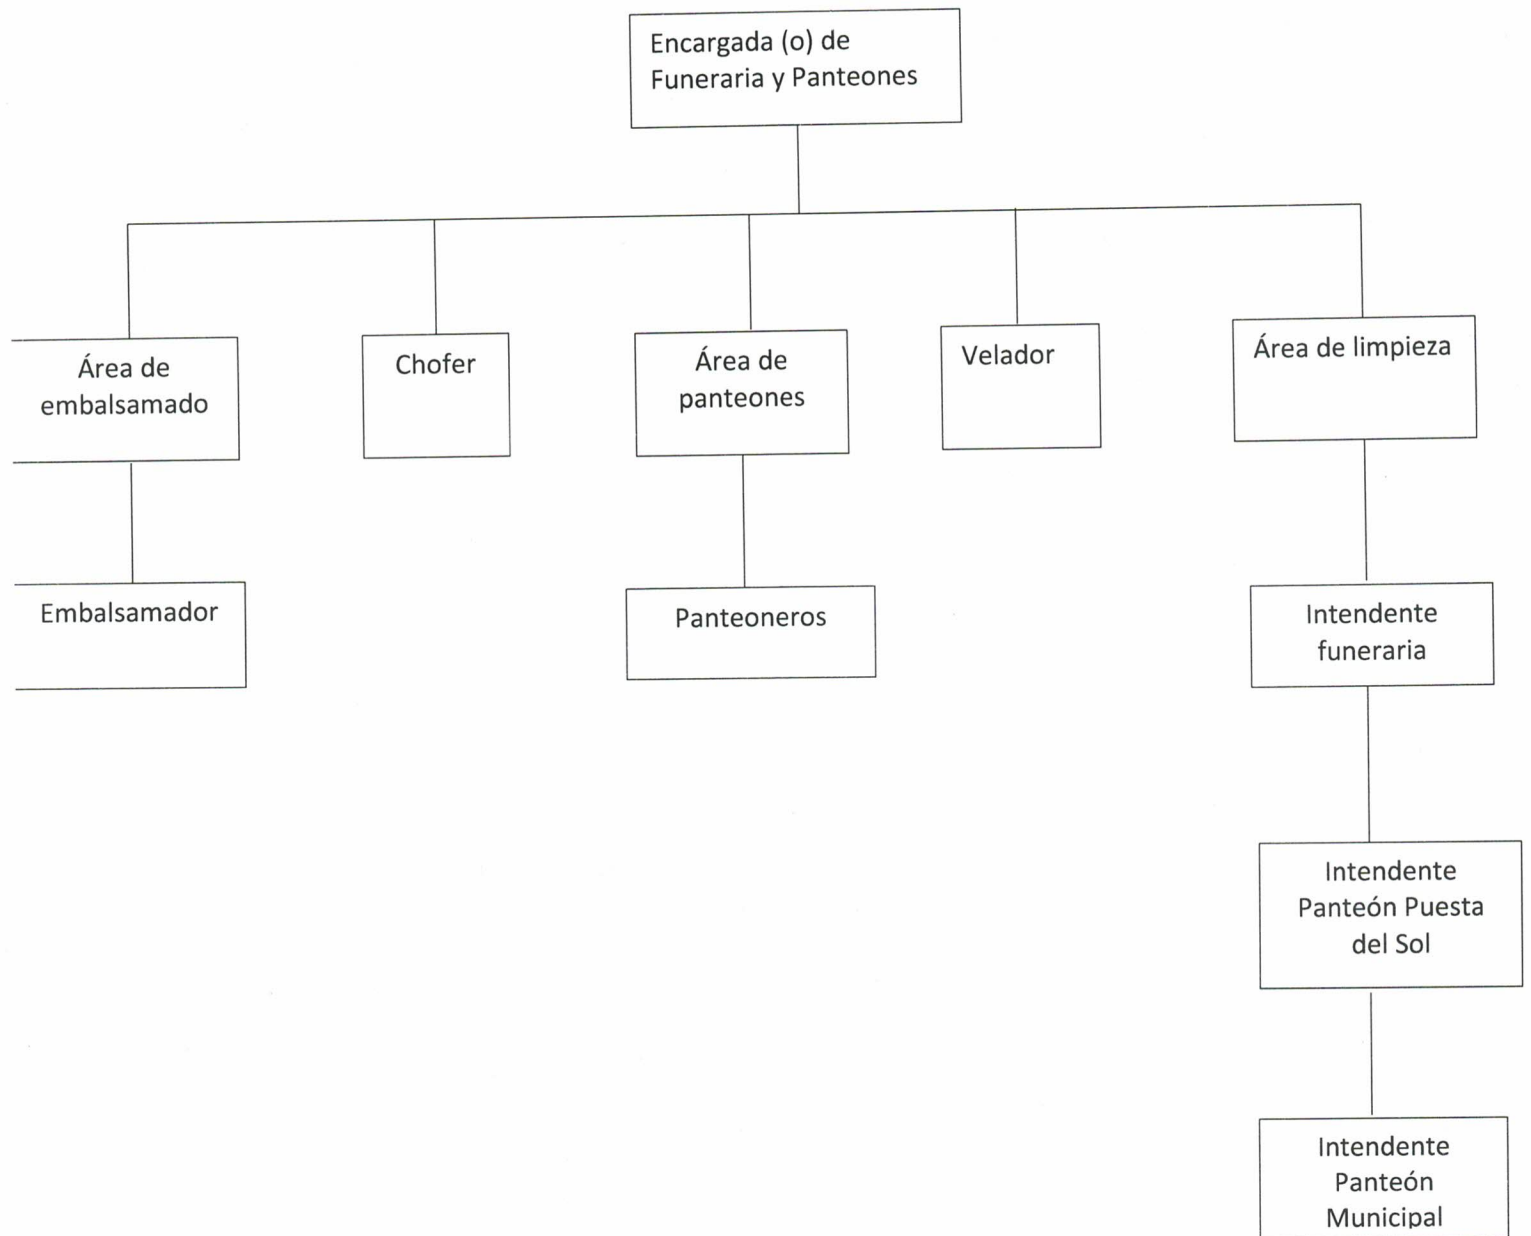 Encargada (o) de
Funeraria y Panteones
Área de
embalsamado
Chofer
Área de
panteones
Velador
Área de limpieza
Embalsamador
Panteoneros
Intendente
funeraria
Intendente
Panteón Puesta
del Sol
Intendente
Panteón
Municipal